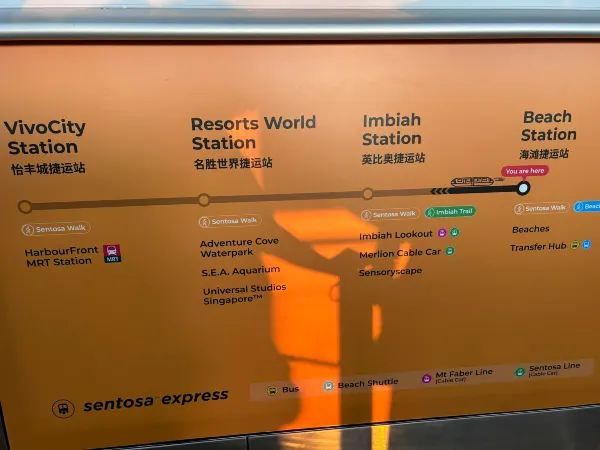 VivoCity
Station
怡丰城捷运站
Sentosa Walk
HarbourFront
MRT Station
MRT
Resorts World
Station
名胜世界捷运站
Sentosa Walk
Adventure Cove
Waterpark
S.E.A. Aquarium
Universal Studios
Singapore™
Imbiah
Station
英比奥捷运站
Sentosa Walk
Imbiah Trail
Imbiah Lookout
Merlion Cable Car
Sensoryscape
Beach
Station
海滩捷运站
You are here
Sentosa Walk
Beaches
Transfer Hub
sentosa express
Bus
Beach Shuttle
Mt Faber Line
(Cable Car)
Sentosa Line
(Cable Car)